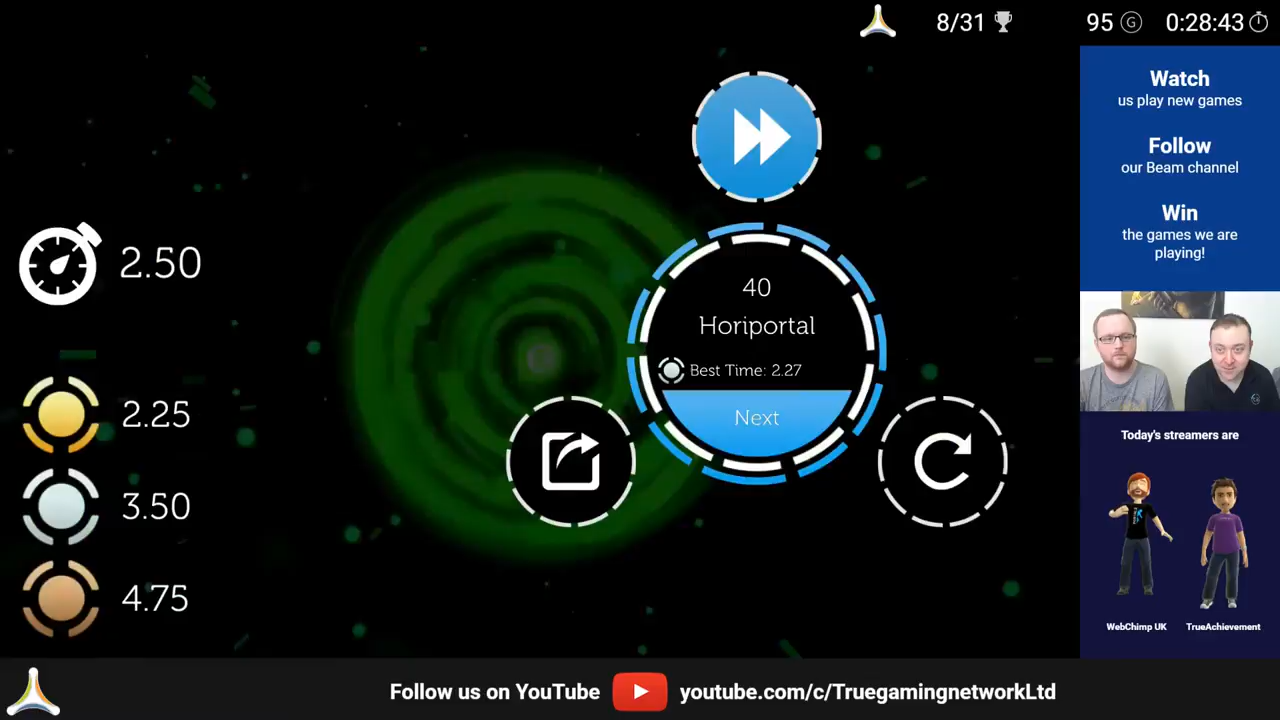 8/31
95 G
0:28:43
Watch
us play new games
Follow
our Beam channel
Win
the games we are
playing!
2.50
40
Horiportal
Best Time: 2.27
Next
2.25
3.50
4.75
Today's streamers are
WebChimp UK
TrueAchievement
Follow us on YouTube
youtube.com/c/TruegamingnetworkLtd